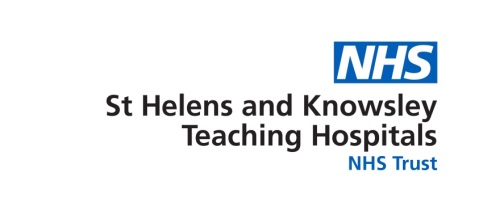 NHS
St Helens and Knowsley
Teaching Hospitals
NHS Trust